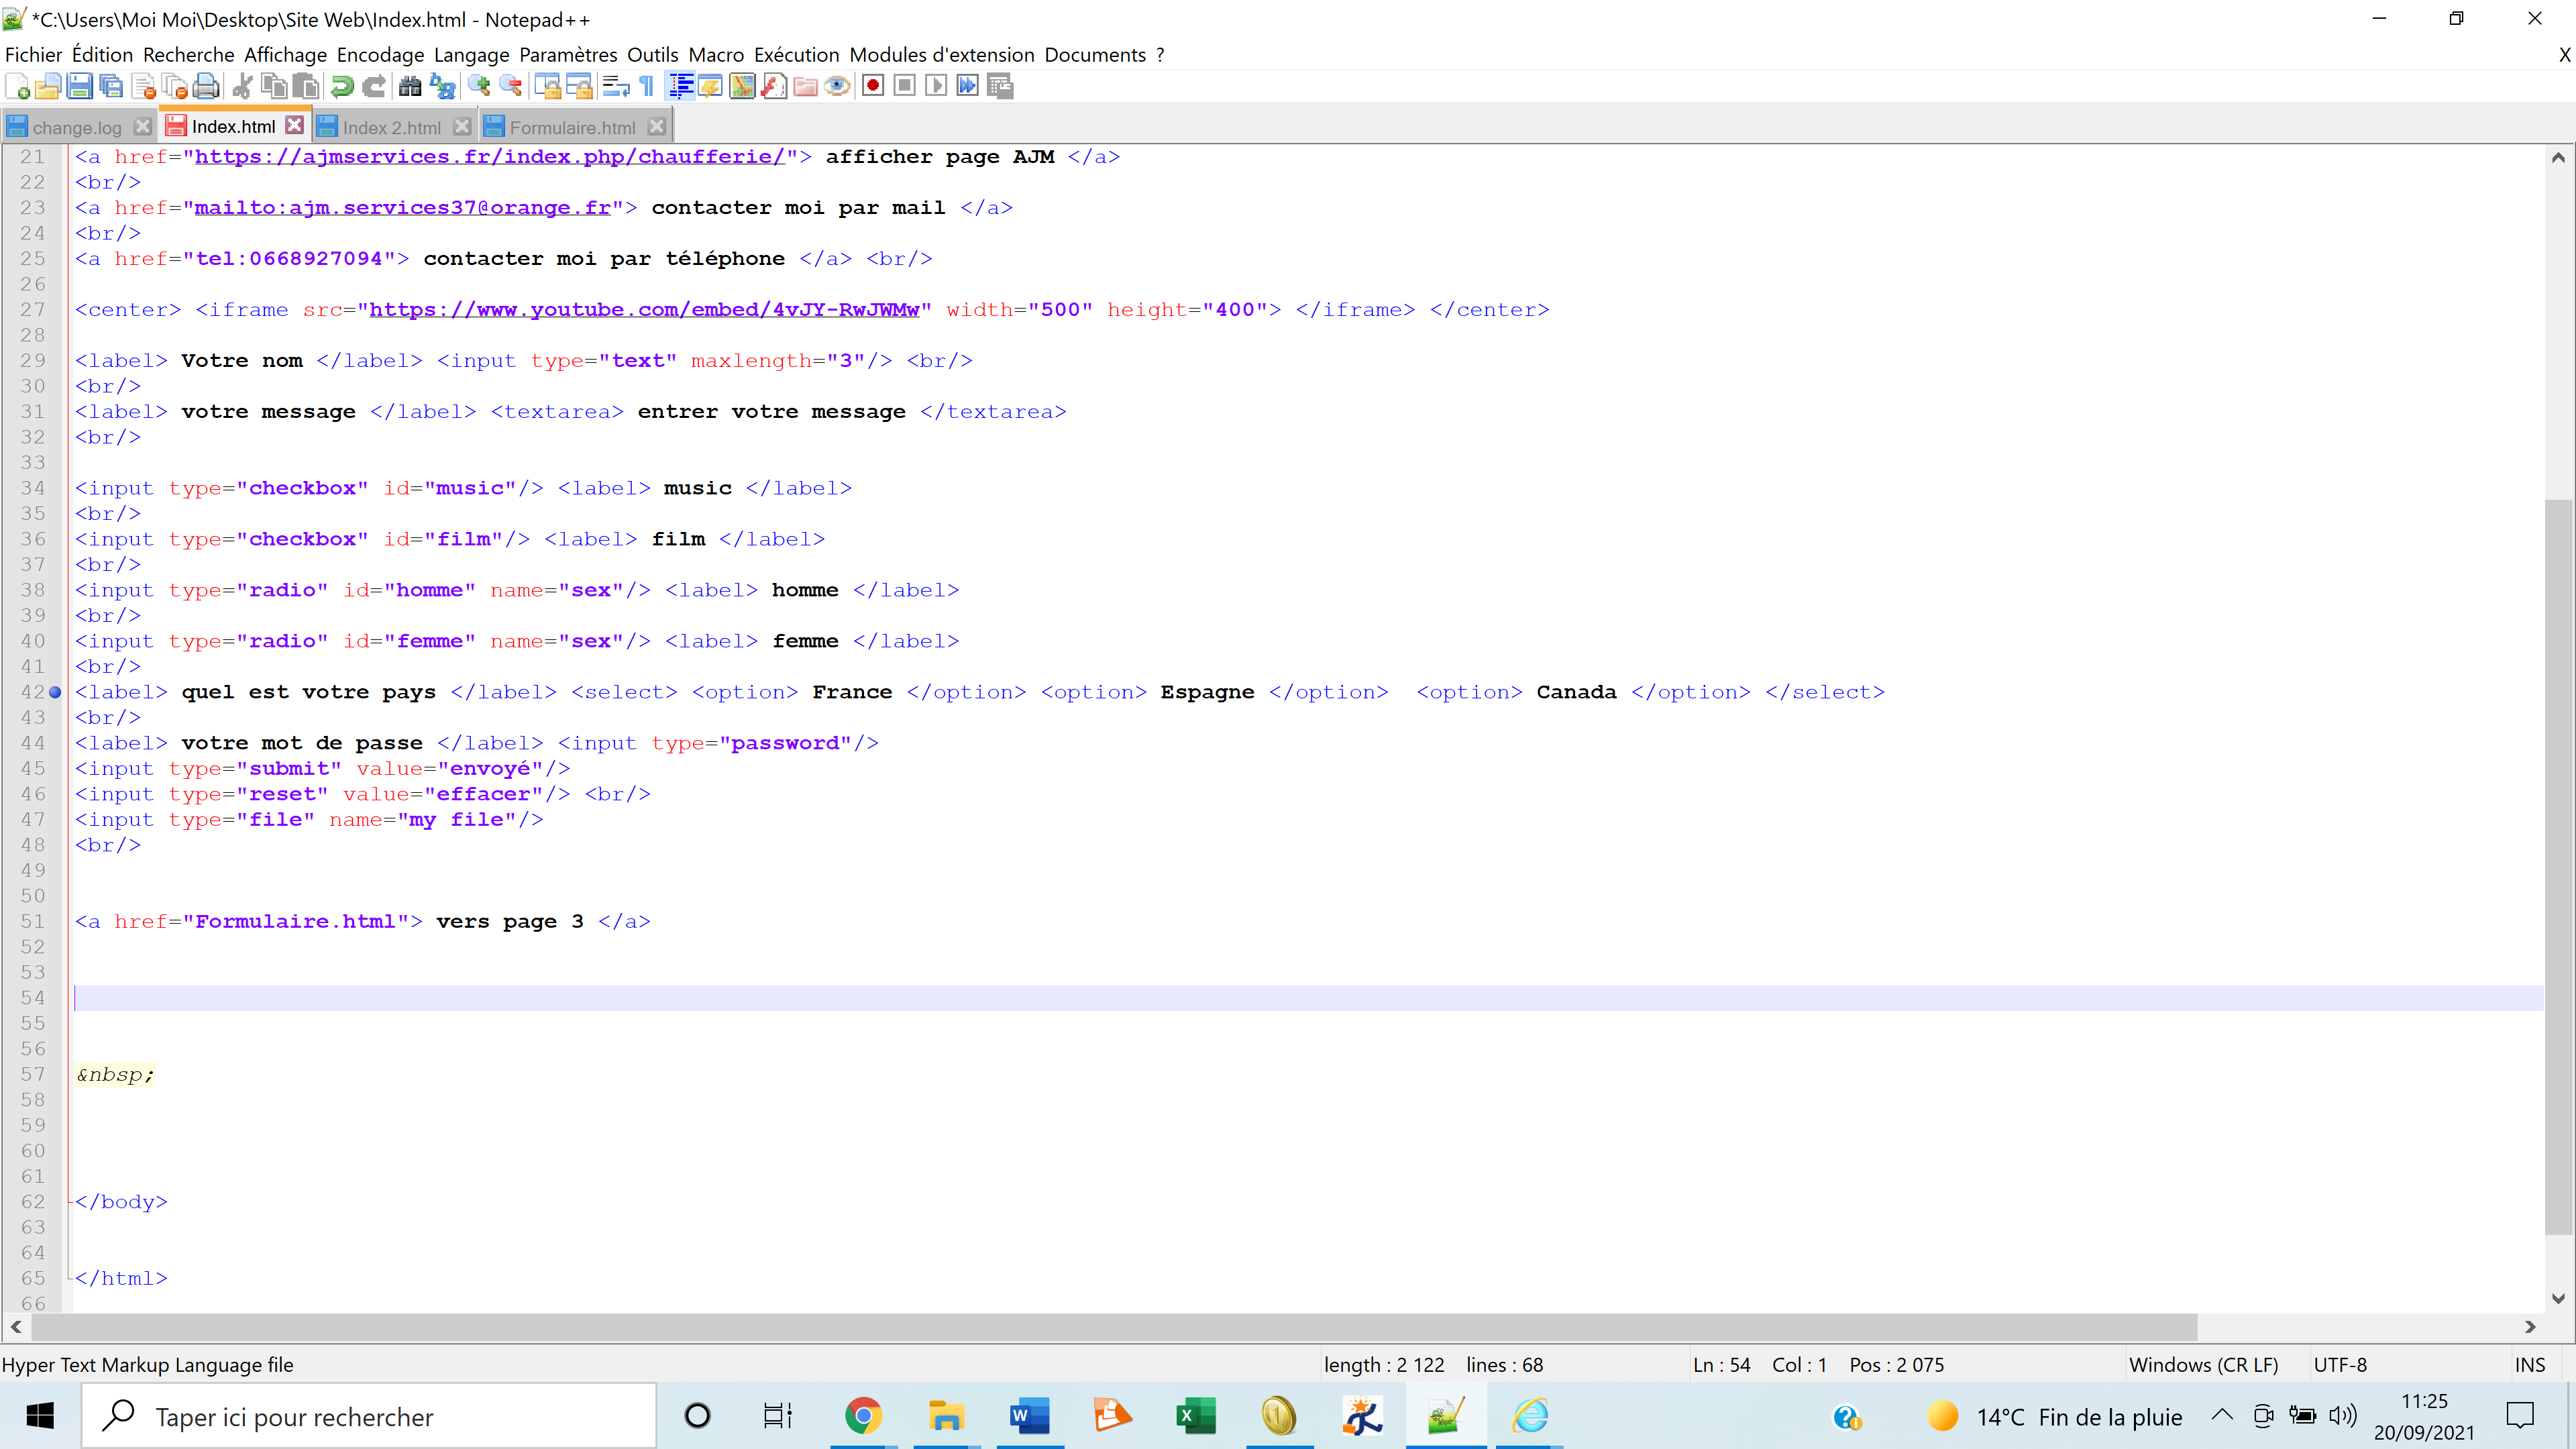 *C:\Users\Moi Moi\Desktop\Site Web\Index.html - Notepad++
Fichier Édition Recherche Affichage Encodage Langage Paramètres Outils Macro Exécution Modules d'extension Documents ? X
change.log Index.html Index 2.html Formulaire.html
21 <a href="https://ajmservices.fr/index.php/chaufferie/"> afficher page AJM </a>
22 <br/>
23 <a href="mailto:ajm.services37@orange.fr"> contacter moi par mail </a>
24 <br/>
25 <a href="tel:0668927094"> contacter moi par téléphone </a> <br/>
26
27 <center> <iframe src="https://www.youtube.com/embed/4vJY-RwJWMw" width="500" height="400"> </iframe> </center>
28
29 <label> Votre nom </label> <input type="text" maxlength="3"/> <br/>
30 <br/>
31 <label> votre message </label> <textarea> entrer votre message </textarea>
32 <br/>
33
34 <input type="checkbox" id="music"/> <label> music </label>
35 <br/>
36 <input type="checkbox" id="film"/> <label> film </label>
37 <br/>
38 <input type="radio" id="homme" name="sex"/> <label> homme </label>
39 <br/>
40 <input type="radio" id="femme" name="sex"/> <label> femme </label>
41 <br/>
42 <label> quel est votre pays </label> <select> <option> France </option> <option> Espagne </option>  <option> Canada </option> </select>
43 <br/>
44 <label> votre mot de passe </label> <input type="password"/>
45 <input type="submit" value="envoyé"/>
46 <input type="reset" value="effacer"/> <br/>
47 <input type="file" name="my file"/>
48 <br/>
49
50
51 <a href="Formulaire.html"> vers page 3 </a>
52
53
54
55
56
57 &nbsp;
58
59
60
61
62 </body>
63
64
65 </html>
66
Hyper Text Markup Language file length : 2 122 lines : 68 Ln : 54 Col : 1 Pos : 2 075 Windows (CR LF) UTF-8 INS
Taper ici pour rechercher 14°C Fin de la pluie 11:25
20/09/2021